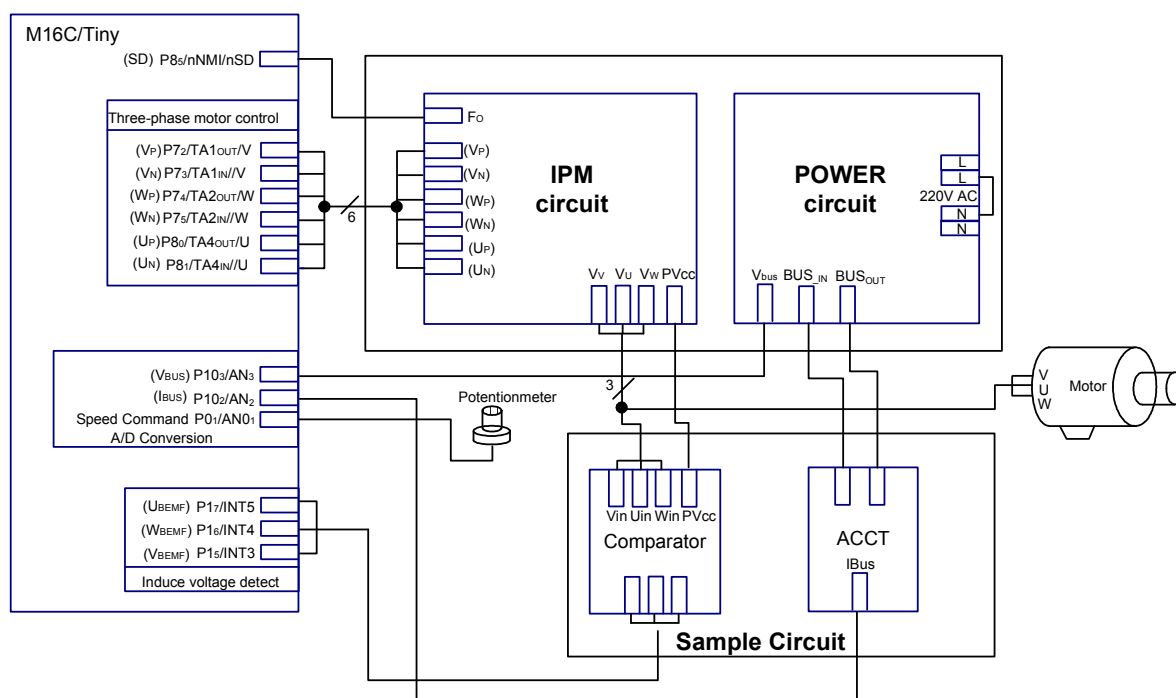 M16C/Tiny
(SD) P85/nNMI/nSD
Three-phase motor control
(VP)P72/TA1OUT/V
(VN) P73/TA1IN//V
(WP) P74/TA2OUT/W
(WN) P75/TA2IN//W
(UP)P80/TA4OUT/U
(UN) P81/TA4IN//U
(VBUS) P103/AN3
(IBUS) P102/AN2
Speed Command P01/AN01
A/D Conversion
(UBEMF) P17/INT5
(WBEMF) P16/INT4
(VBEMF) P15/INT3
Induce voltage detect
6
FO
(VP)
(VN)
(WP)
(WN)
(UP)
(UN)
IPM
circuit
VV VU VW PVcc
POWER
circuit
L
L
220V AC
N
N
Vbus BUS_IN BUSOUT
3
Potentionmeter
V
U
W
Motor
Vin Uin Win PVcc
Comparator
ACCT
IBus
Sample Circuit